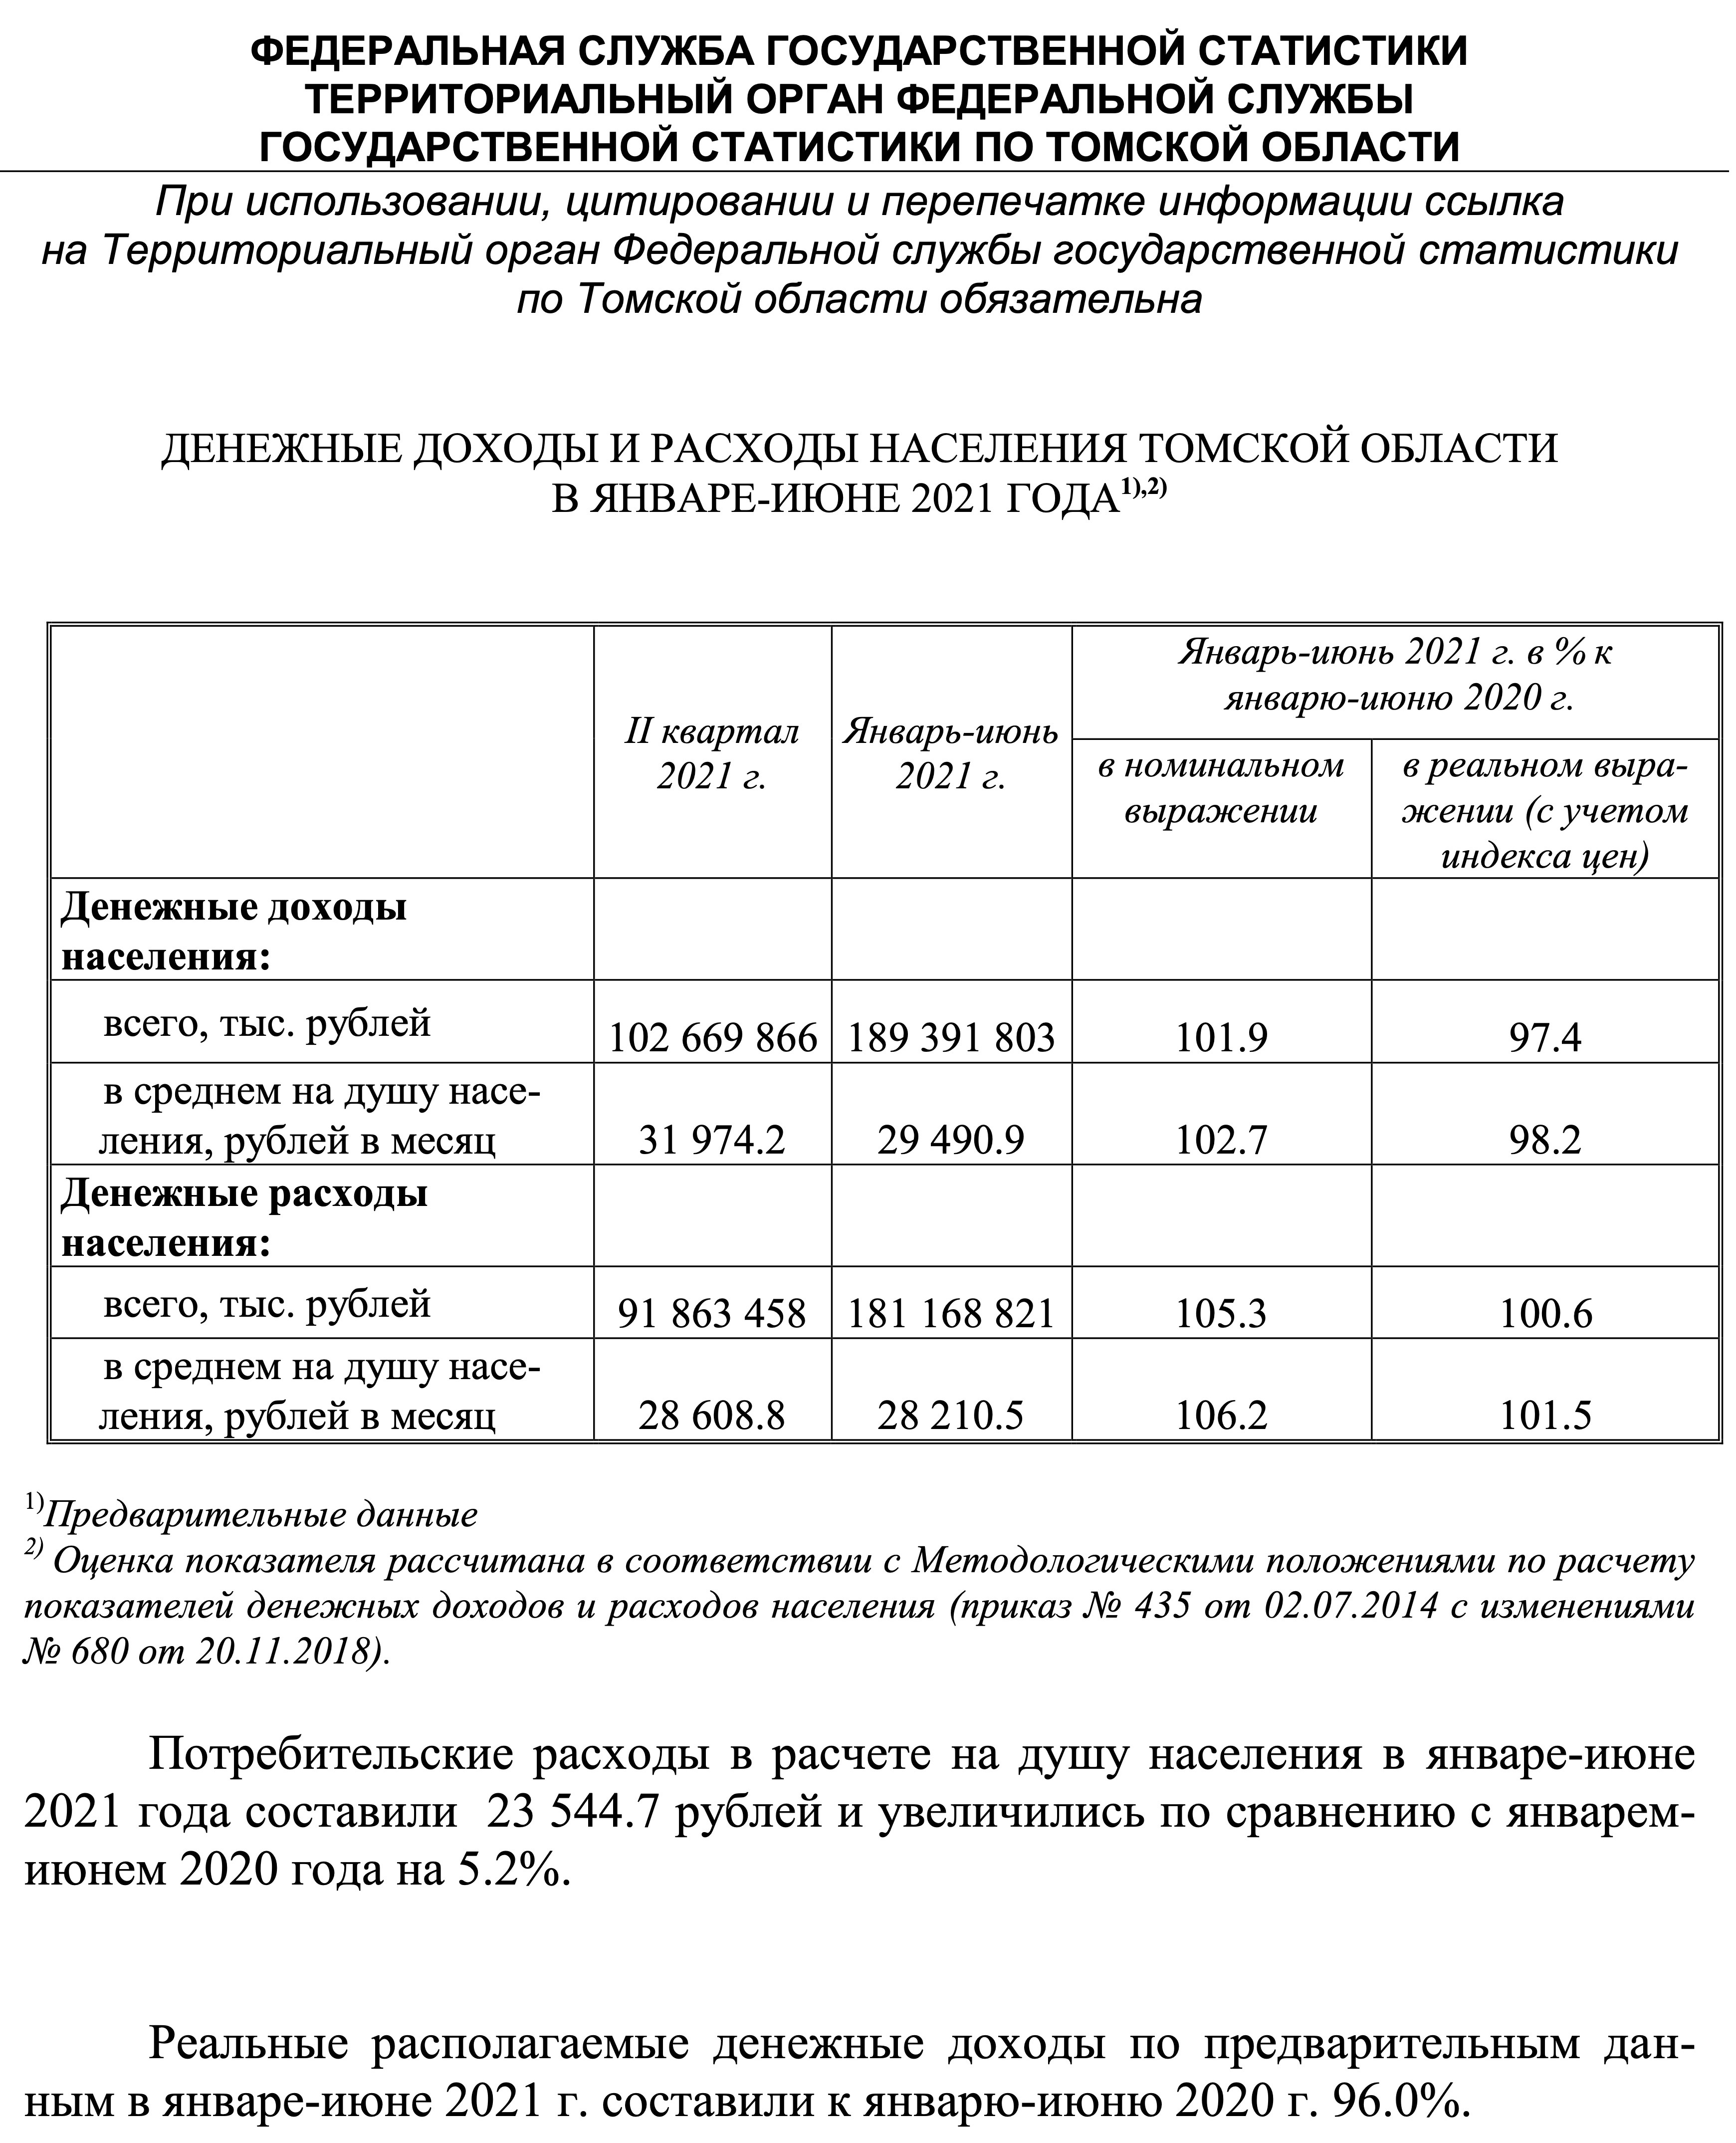 ФЕДЕРАЛЬНАЯ СЛУЖБА ГОСУДАРСТВЕННОЙ СТАТИСТИКИ
ТЕРРИТОРИАЛЬНЫЙ ОРГАН ФЕДЕРАЛЬНОЙ СЛУЖБЫ
ГОСУДАРСТВЕННОЙ СТАТИСТИКИ ПО ТОМСКОЙ ОБЛАСТИ
При использовании, цитировании и перепечатке информации ссылка
на Территориальный орган Федеральной службы государственной статистики
по Томской области обязательна
ДЕНЕЖНЫЕ ДОХОДЫ И РАСХОДЫ НАСЕЛЕНИЯ ТОМСКОЙ ОБЛАСТИ
В ЯНВАРЕ-ИЮНЕ 2021 ГОДА1),2)
II квартал
2021 г.
Январь-июнь
2021 г.
Январь-июнь 2021 г. в % к
январю-июню 2020 г.
в номинальном
выражении
в реальном выра-
жении (с учетом
индекса цен)
Денежные доходы
населения:
всего, тыс. рублей 102 669 866 189 391 803 101.9 97.4
в среднем на душу насе-
ления, рублей в месяц 31 974.2 29 490.9 102.7 98.2
Денежные расходы
населения:
всего, тыс. рублей 91 863 458 181 168 821 105.3 100.6
в среднем на душу насе-
ления, рублей в месяц 28 608.8 28 210.5 106.2 101.5
1)Предварительные данные
2) Оценка показателя рассчитана в соответствии с Методологическими положениями по расчету
показателей денежных доходов и расходов населения (приказ № 435 от 02.07.2014 с изменениями
№ 680 от 20.11.2018).
Потребительские расходы в расчете на душу населения в январе-июне
2021 года составили 23 544.7 рублей и увеличились по сравнению с январем-
июнем 2020 года на 5.2%.
Реальные располагаемые денежные доходы по предварительным дан-
ным в январе-июне 2021 г. составили к январю-июню 2020 г. 96.0%.